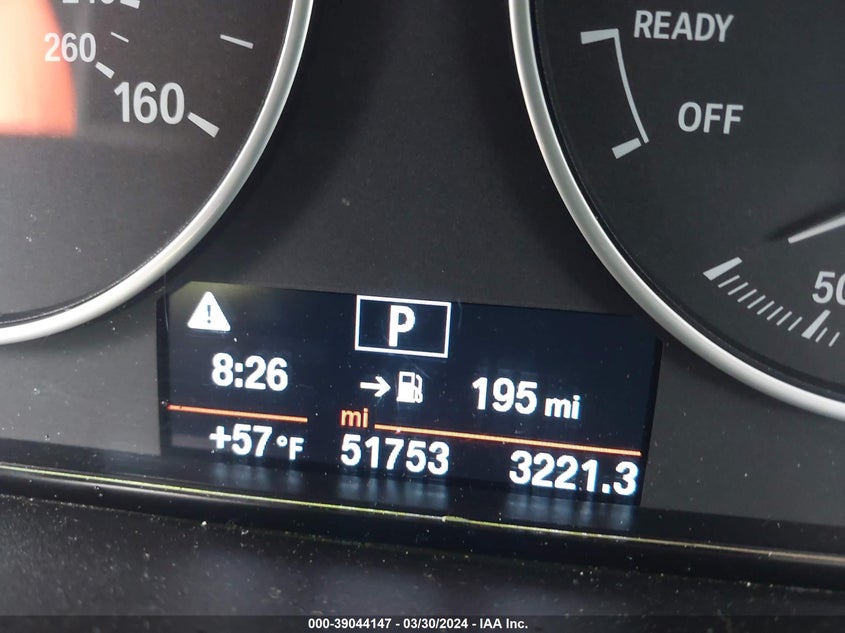 260
160
READY
OFF
50
P
8:26
195 mi
mi
+57°F
51753
3221.3
000-39044147 - 03/30/2024 - IAA Inc.